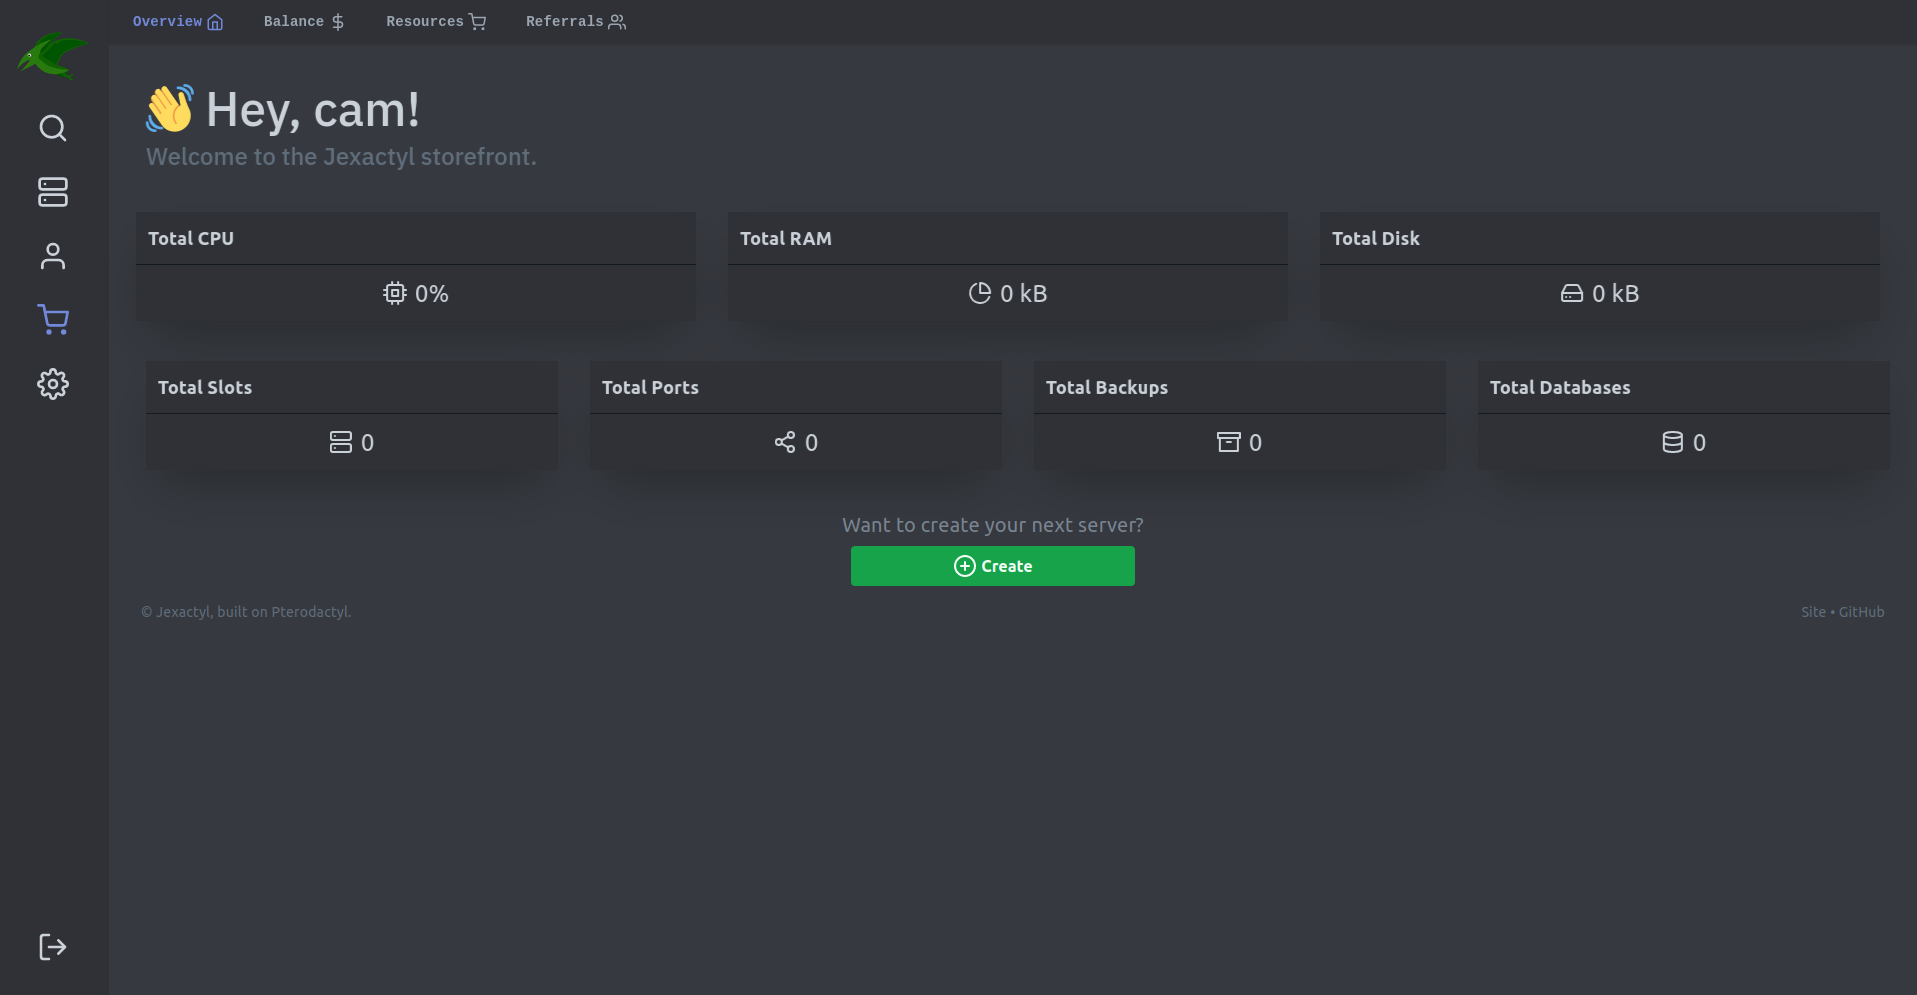 Overview Balance Resources Referrals
Hey, cam!
Welcome to the Jexactyl storefront.
Total CPU Total RAM Total Disk
0% 0 kB 0 kB
Total Slots Total Ports Total Backups Total Databases
0 0 0 0
Want to create your next server?
Create
© Jexactyl, built on Pterodactyl. Site • GitHub